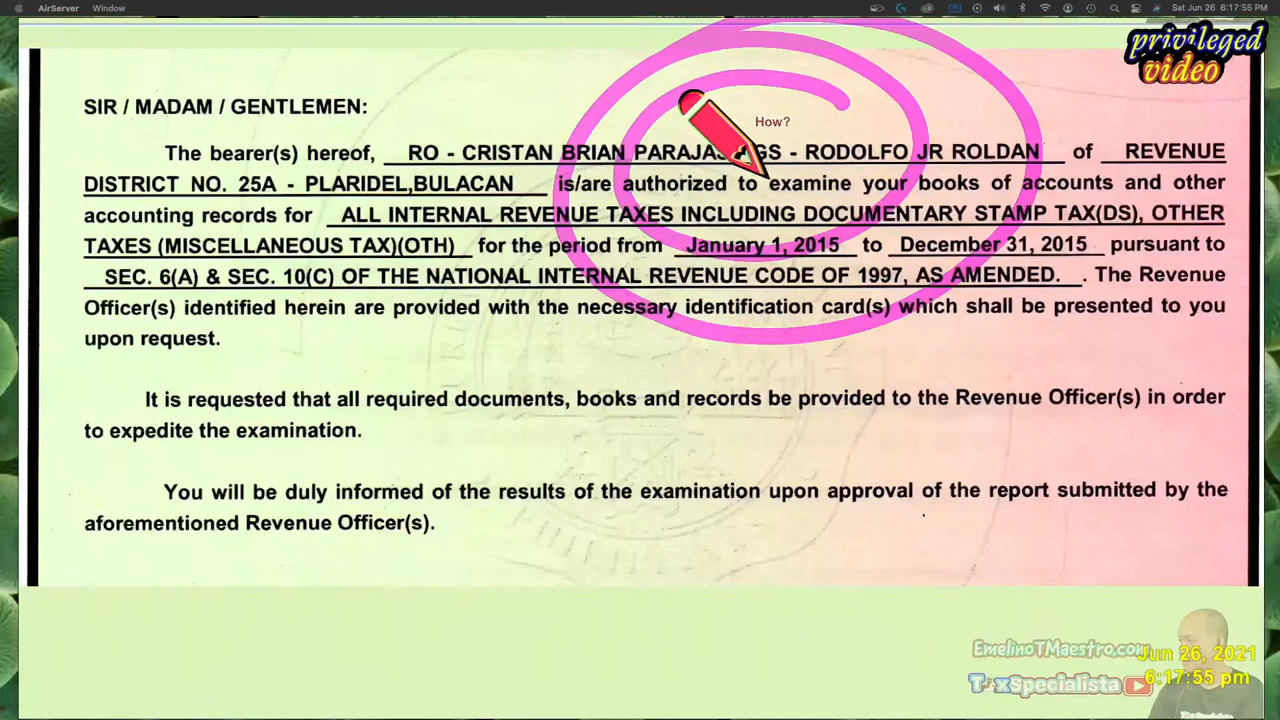 AirServer Window Sat Jun 26 6:17:55 PM
privileged
video
SIR / MADAM / GENTLEMEN:
How?
The bearer(s) hereof, RO - CRISTAN BRIAN PARAJAS GS - RODOLFO JR ROLDAN of REVENUE
DISTRICT NO. 25A - PLARIDEL,BULACAN is/are authorized to examine your books of accounts and other
accounting records for ALL INTERNAL REVENUE TAXES INCLUDING DOCUMENTARY STAMP TAX(DS), OTHER
TAXES (MISCELLANEOUS TAX)(OTH) for the period from January 1, 2015 to December 31, 2015 pursuant to
SEC. 6(A) & SEC. 10(C) OF THE NATIONAL INTERNAL REVENUE CODE OF 1997, AS AMENDED. . The Revenue
Officer(s) identified herein are provided with the necessary identification card(s) which shall be presented to you
upon request.
It is requested that all required documents, books and records be provided to the Revenue Officer(s) in order
to expedite the examination.
You will be duly informed of the results of the examination upon approval of the report submitted by the
aforementioned Revenue Officer(s).
EmelinoTMaestro.com
Jun 26, 2021
TaxSpecialista
6:17:55 pm